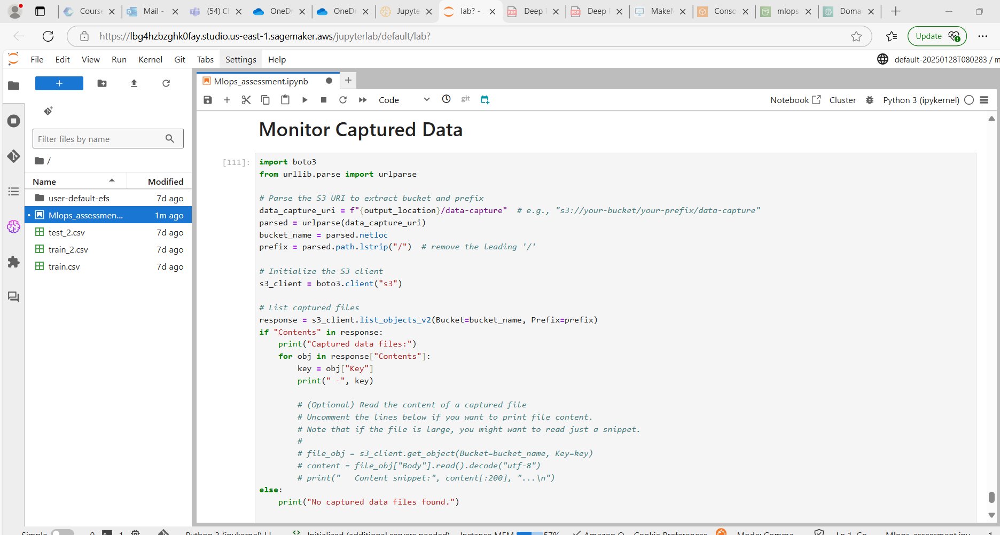 Course
Mail -
(54) Ch
OneDr
OneDr
Jupyte
lab? -
Deep
Deep
Make
Conso
mlops
Doma
https://lbg4hzbzghk0fay.studio.us-east-1.sagemaker.aws/jupyterlab/default/lab?
Update
File Edit View Run Kernel Git Tabs Settings Help
default-20250128T080283 / m
Mlops_assessment.ipynb
Code
git
Notebook
Cluster
Python 3 (ipykernel)
Filter files by name
/
Name Modified
user-default-efs 7d ago
Mlops_assessmen... 1m ago
test_2.csv 7d ago
train_2.csv 7d ago
train.csv 7d ago
Monitor Captured Data
[111]:
import boto3
from urllib.parse import urlparse
# Parse the S3 URI to extract bucket and prefix
data_capture_uri = f"{output_location}/data-capture"  # e.g., "s3://your-bucket/your-prefix/data-capture"
parsed = urlparse(data_capture_uri)
bucket_name = parsed.netloc
prefix = parsed.path.lstrip("/")  # remove the leading '/'
# Initialize the S3 client
s3_client = boto3.client("s3")
# List captured files
response = s3_client.list_objects_v2(Bucket=bucket_name, Prefix=prefix)
if "Contents" in response:
    print("Captured data files:")
    for obj in response["Contents"]:
        key = obj["Key"]
        print(" -", key)
        # (Optional) Read the content of a captured file
        # Uncomment the lines below if you want to print file content.
        # Note that if the file is large, you might want to read just a snippet.
        #
        # file_obj = s3_client.get_object(Bucket=bucket_name, Key=key)
        # content = file_obj["Body"].read().decode("utf-8")
        # print("   Content snippet:", content[:200], "...\n")
else:
    print("No captured data files found.")
Simple 0 1 Python 3 (ipykernel) | Initialized (additional servers needed) Instance MEM 57% Amazon Q Cookie Preferences Mode: Comma Ln 1, Co Mlops_assessment.ipy 1